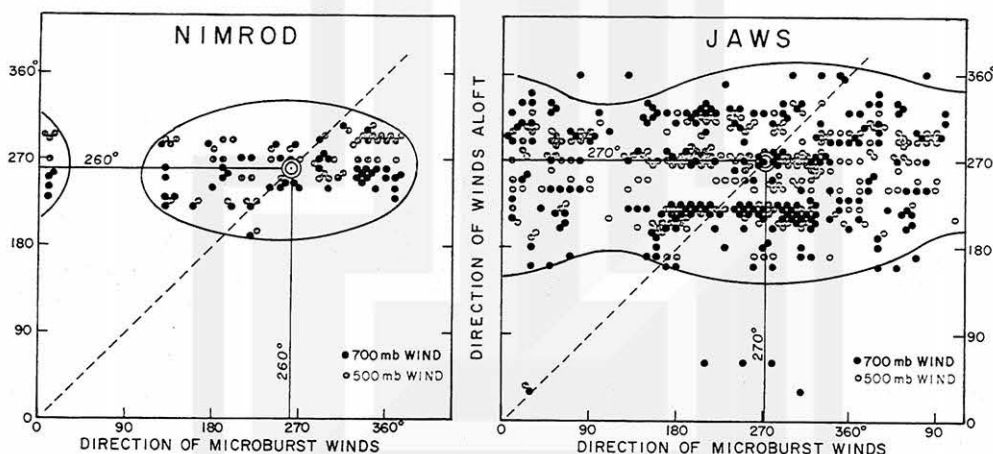 NIMROD
360°
270
180
90
0
260°
260°
● 700 mb WIND
○ 500 mb WIND
0 90 180 270 360°
DIRECTION OF MICROBURST WINDS
JAWS
DIRECTION OF WINDS ALOFT
360°
270
180
90
0
270°
270°
● 700 mb WIND
○ 500 mb WIND
0 90 180 270 360° 90
DIRECTION OF MICROBURST WINDS